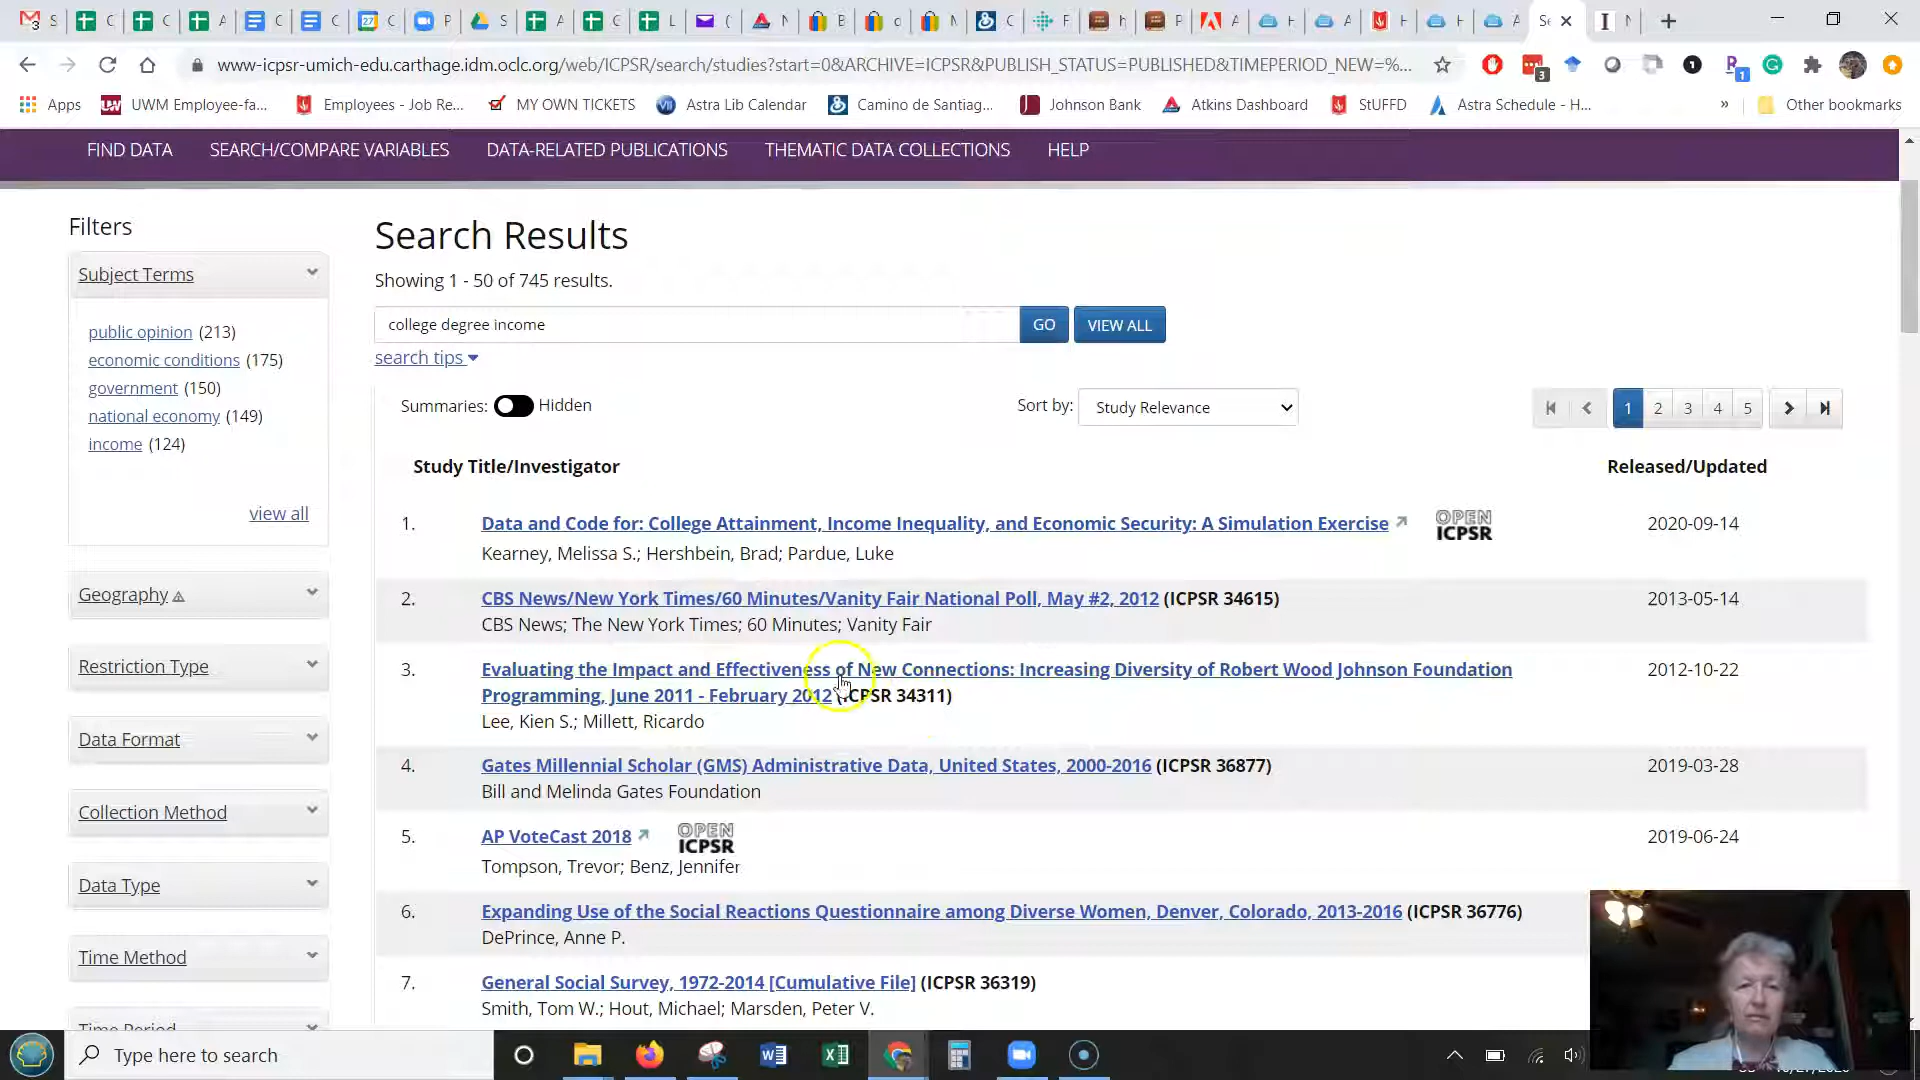 www-icpsr-umich-edu.carthage.idm.oclc.org/web/ICPSR/search/studies?start=0&ARCHIVE=ICPSR&PUBLISH_STATUS=PUBLISHED&TIMEPERIOD_NEW=%...
Apps UWM Employee-fa... Employees - Job Re... MY OWN TICKETS Astra Lib Calendar Camino de Santiag... Johnson Bank Atkins Dashboard StUFFD Astra Schedule - H... » Other bookmarks
FIND DATA SEARCH/COMPARE VARIABLES DATA-RELATED PUBLICATIONS THEMATIC DATA COLLECTIONS HELP
Filters
Subject Terms
public opinion (213)
economic conditions (175)
government (150)
national economy (149)
income (124)
view all
Geography
Restriction Type
Data Format
Collection Method
Data Type
Time Method
Time Period
Search Results
Showing 1 - 50 of 745 results.
college degree income GO VIEW ALL
search tips
Summaries: Hidden Sort by: Study Relevance 1 2 3 4 5
Study Title/Investigator Released/Updated
1. Data and Code for: College Attainment, Income Inequality, and Economic Security: A Simulation Exercise OPEN ICPSR 2020-09-14
Kearney, Melissa S.; Hershbein, Brad; Pardue, Luke
2. CBS News/New York Times/60 Minutes/Vanity Fair National Poll, May #2, 2012 (ICPSR 34615) 2013-05-14
CBS News; The New York Times; 60 Minutes; Vanity Fair
3. Evaluating the Impact and Effectiveness of New Connections: Increasing Diversity of Robert Wood Johnson Foundation 2012-10-22
Programming, June 2011 - February 2012 (ICPSR 34311)
Lee, Kien S.; Millett, Ricardo
4. Gates Millennial Scholar (GMS) Administrative Data, United States, 2000-2016 (ICPSR 36877) 2019-03-28
Bill and Melinda Gates Foundation
5. AP VoteCast 2018 OPEN ICPSR 2019-06-24
Tompson, Trevor; Benz, Jennifer
6. Expanding Use of the Social Reactions Questionnaire among Diverse Women, Denver, Colorado, 2013-2016 (ICPSR 36776)
DePrince, Anne P.
7. General Social Survey, 1972-2014 [Cumulative File] (ICPSR 36319)
Smith, Tom W.; Hout, Michael; Marsden, Peter V.
Type here to search